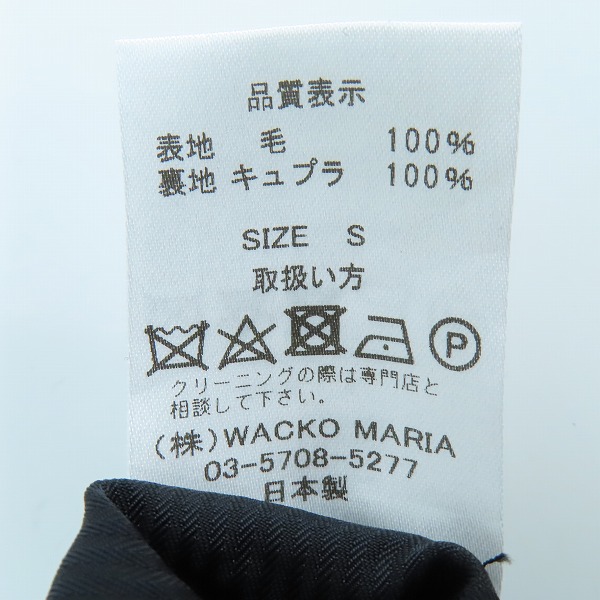 品質表示
表地 毛 100%
裏地 キュプラ 100%
SIZE S
取扱い方
P
クリーニングの際は専門店と
相談して下さい。
(株)WACKO MARIA
03-5708-5277
日本製